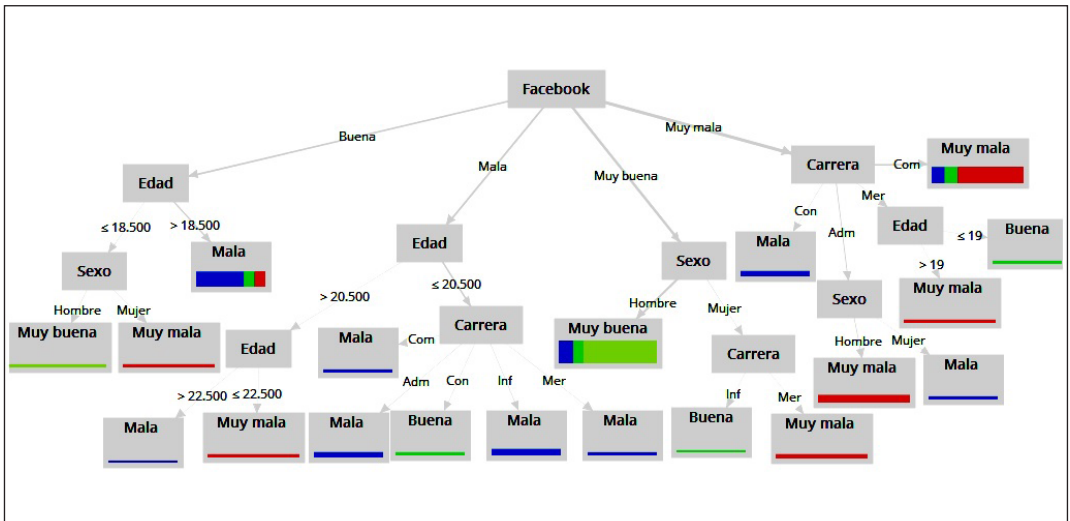 Facebook
Muy mala
Buena
Muy mala
Mala
Carrera
Com
Edad
Muy buena
Mer
Con
≤ 18.500
> 18.500
Edad
Mala
Adm
Edad
≤ 19
Buena
Mala
Sexo
Sexo
> 19
> 20.500
≤ 20.500
Sexo
Muy mala
Hombre
Mujer
Hombre
Mujer
Muy buena
Muy mala
Edad
Mala
Com
Carrera
Muy buena
Carrera
Hombre
Mujer
Muy mala
Mala
Adm
Con
Inf
Mer
> 22.500
≤ 22.500
Inf
Mer
Mala
Muy mala
Mala
Buena
Mala
Mala
Buena
Muy mala